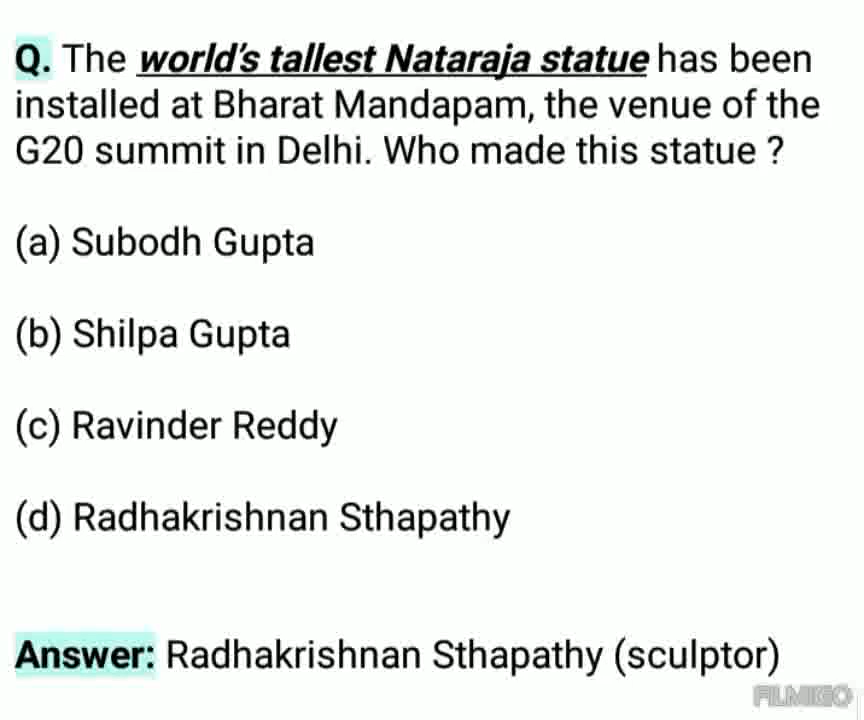 Q. The world's tallest Nataraja statue has been
installed at Bharat Mandapam, the venue of the
G20 summit in Delhi. Who made this statue ?
(a) Subodh Gupta
(b) Shilpa Gupta
(c) Ravinder Reddy
(d) Radhakrishnan Sthapathy
Answer: Radhakrishnan Sthapathy (sculptor)
FILMIGO